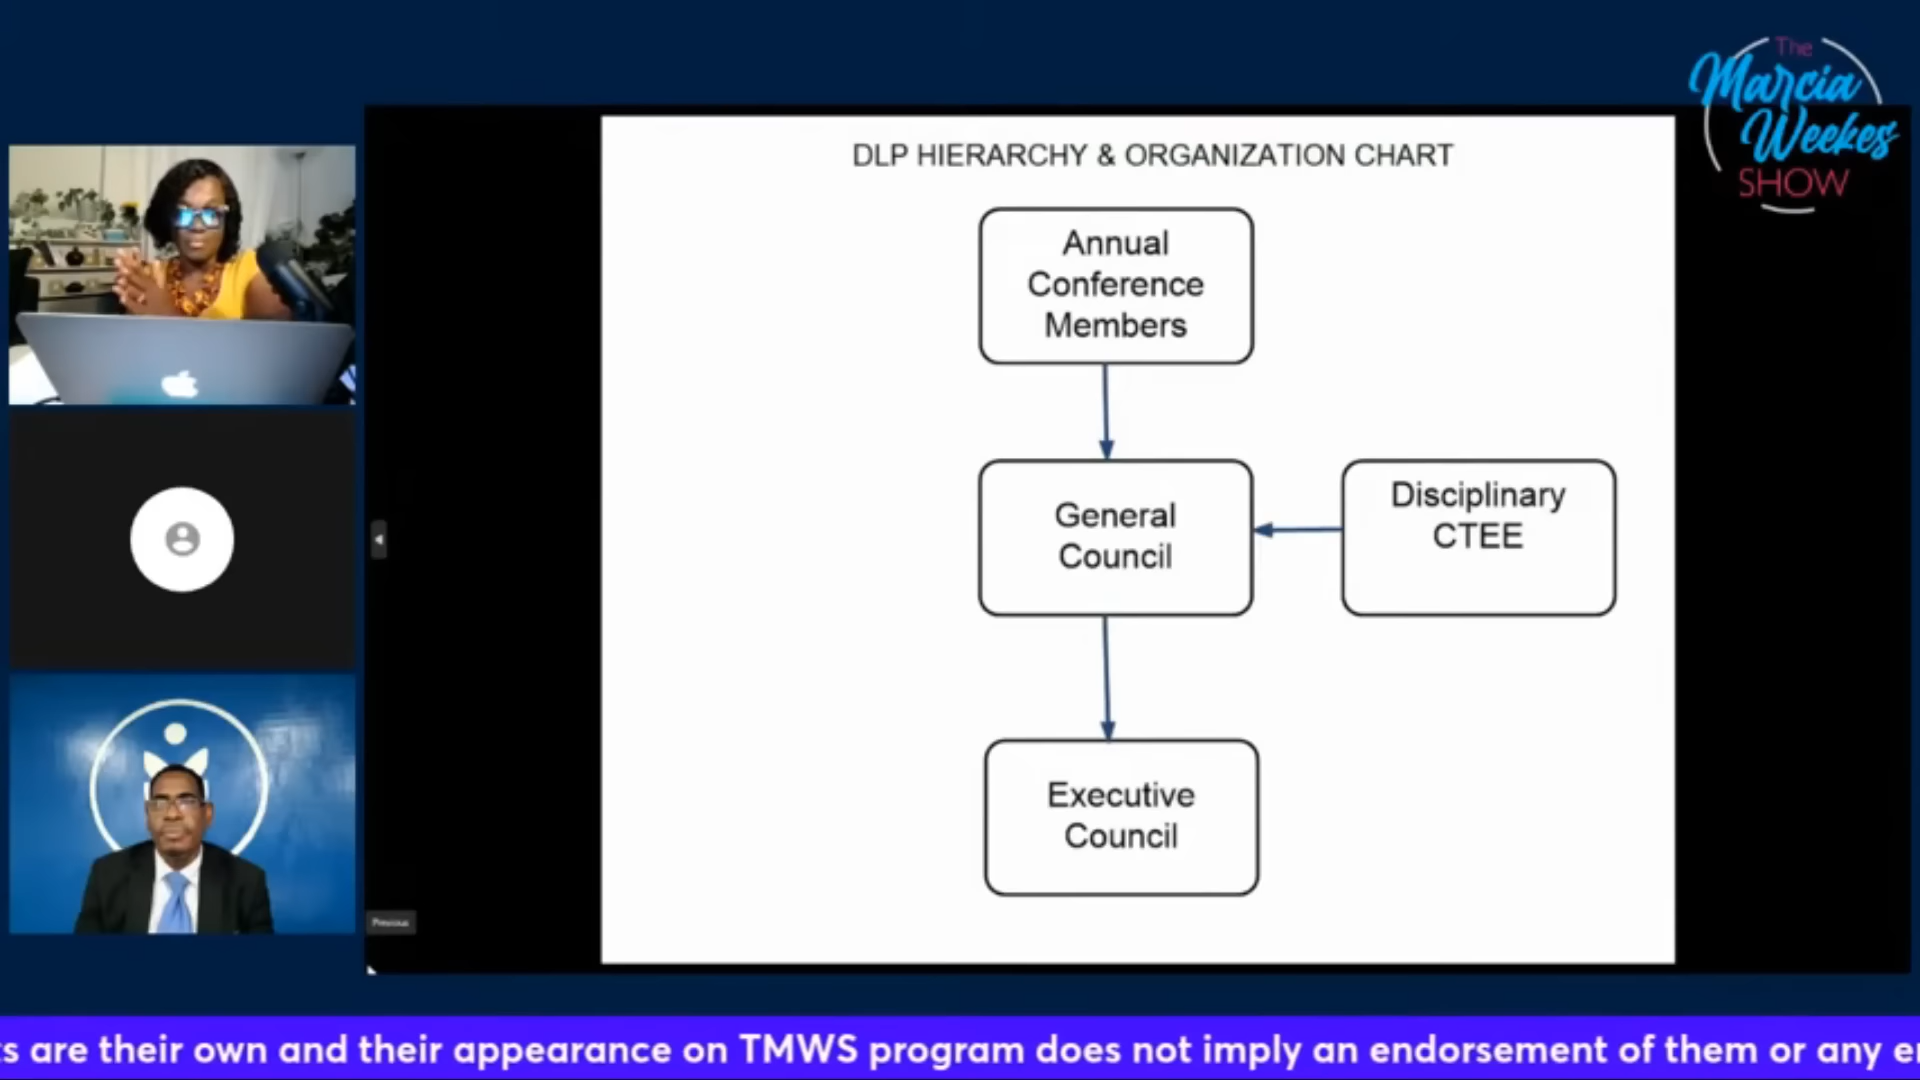 The
Marcia
Weekes
SHOW
DLP HIERARCHY & ORGANIZATION CHART
Annual
Conference
Members
General
Council
Disciplinary
CTEE
Executive
Council
Previous
are their own and their appearance on TMWS program does not imply an endorsement of them or any